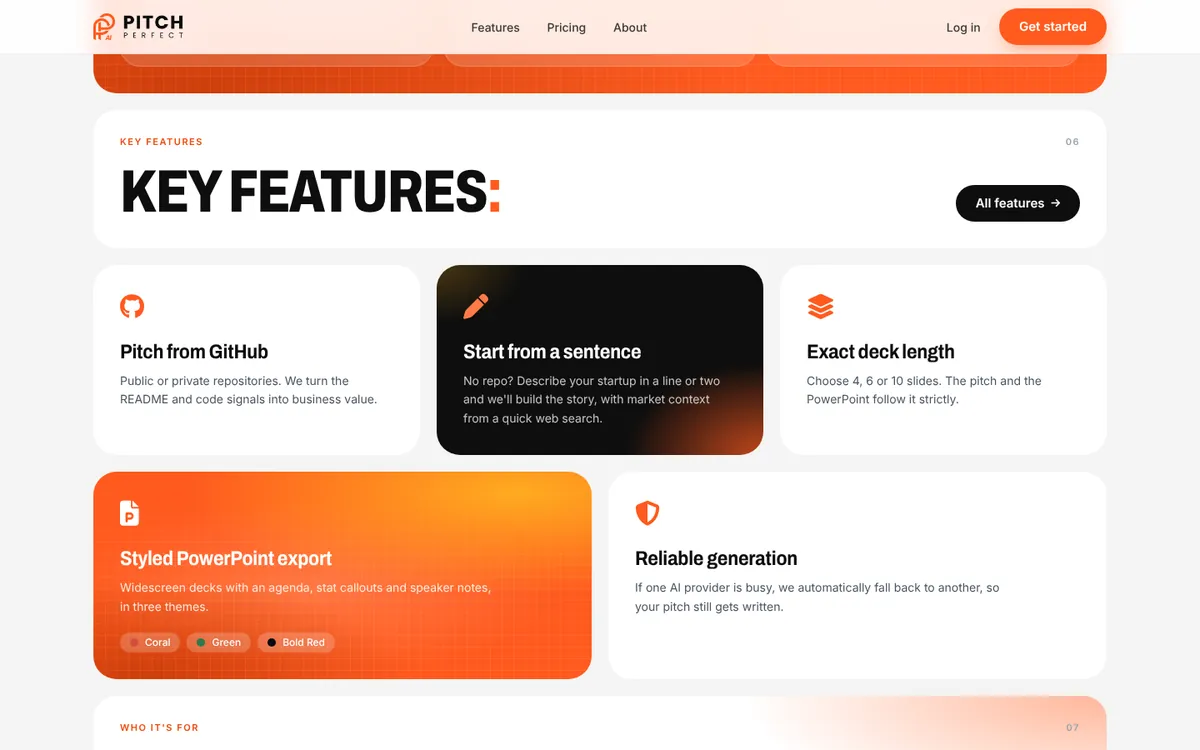 PITCH
PERFECT
AI
Features
Pricing
About
Log in
Get started
KEY FEATURES
06
KEY FEATURES:
All features →
Pitch from GitHub
Public or private repositories. We turn the
README and code signals into business value.
Start from a sentence
No repo? Describe your startup in a line or two
and we'll build the story, with market context
from a quick web search.
Exact deck length
Choose 4, 6 or 10 slides. The pitch and the
PowerPoint follow it strictly.
P
Styled PowerPoint export
Widescreen decks with an agenda, stat callouts and speaker notes,
in three themes.
Coral
Green
Bold Red
Reliable generation
If one AI provider is busy, we automatically fall back to another, so
your pitch still gets written.
WHO IT'S FOR
07